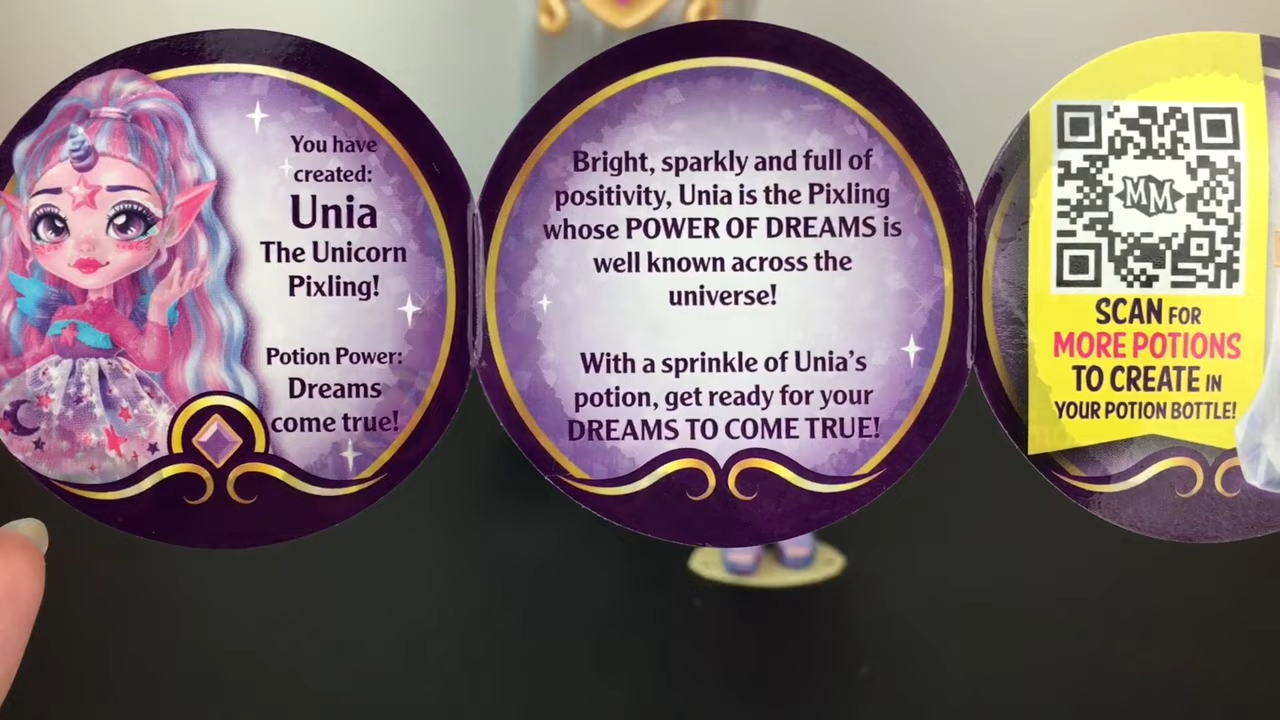 You have
created:
Unia
The Unicorn
Pixling!
Potion Power:
Dreams
come true!
Bright, sparkly and full of
positivity, Unia is the Pixling
whose POWER OF DREAMS is
well known across the
universe!
With a sprinkle of Unia's
potion, get ready for your
DREAMS TO COME TRUE!
MM
SCAN FOR
MORE POTIONS
TO CREATE IN
YOUR POTION BOTTLE!